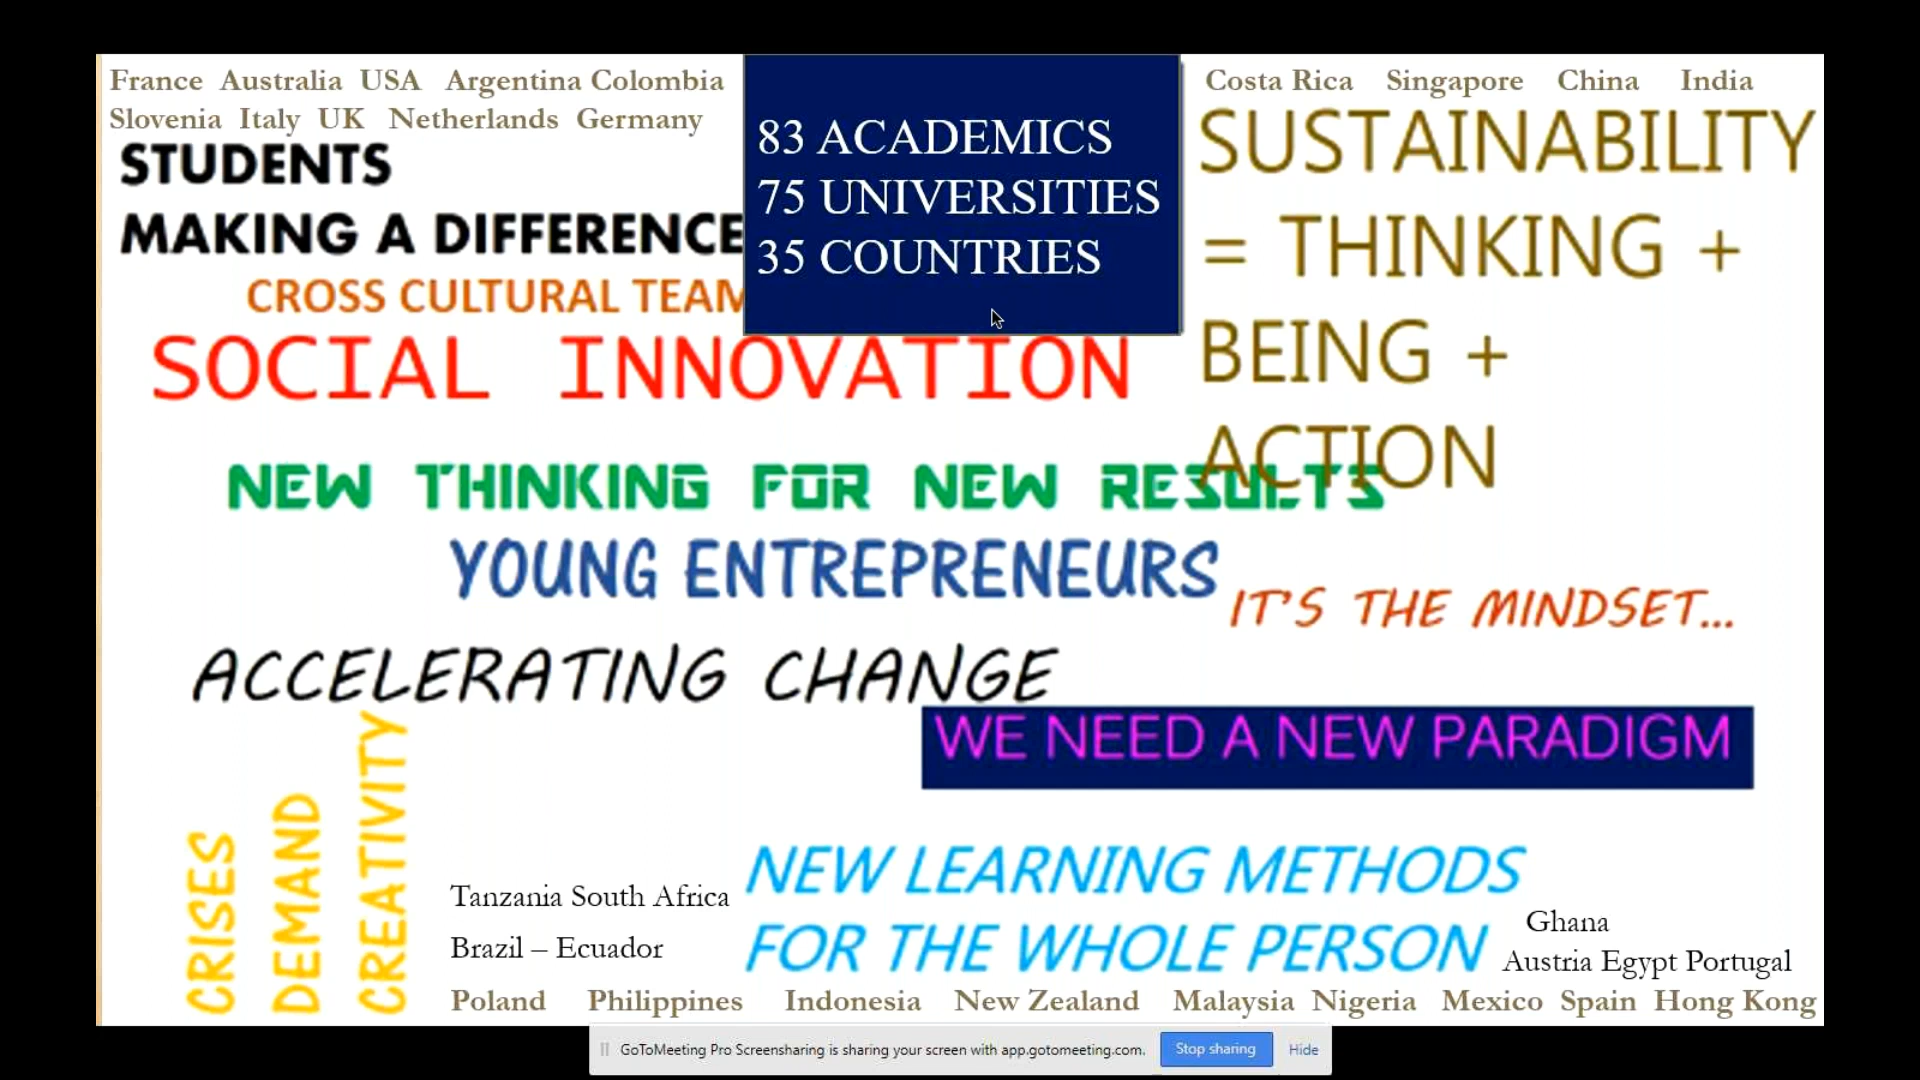 France Australia USA Argentina Colombia
Slovenia Italy UK Netherlands Germany
STUDENTS
MAKING A DIFFERENCE
CROSS CULTURAL TEAM
83 ACADEMICS
75 UNIVERSITIES
35 COUNTRIES
Costa Rica Singapore China India
SUSTAINABILITY
= THINKING +
BEING +
ACTION
SOCIAL INNOVATION
NEW THINKING FOR NEW RESULTS
YOUNG ENTREPRENEURS
IT'S THE MINDSET...
ACCELERATING CHANGE
WE NEED A NEW PARADIGM
CRISES
DEMAND
CREATIVITY
Tanzania South Africa
Brazil – Ecuador
NEW LEARNING METHODS
FOR THE WHOLE PERSON
Ghana
Austria Egypt Portugal
Poland Philippines Indonesia New Zealand Malaysia Nigeria Mexico Spain Hong Kong
GoToMeeting Pro Screensharing is sharing your screen with app.gotomeeting.com. Stop sharing Hide